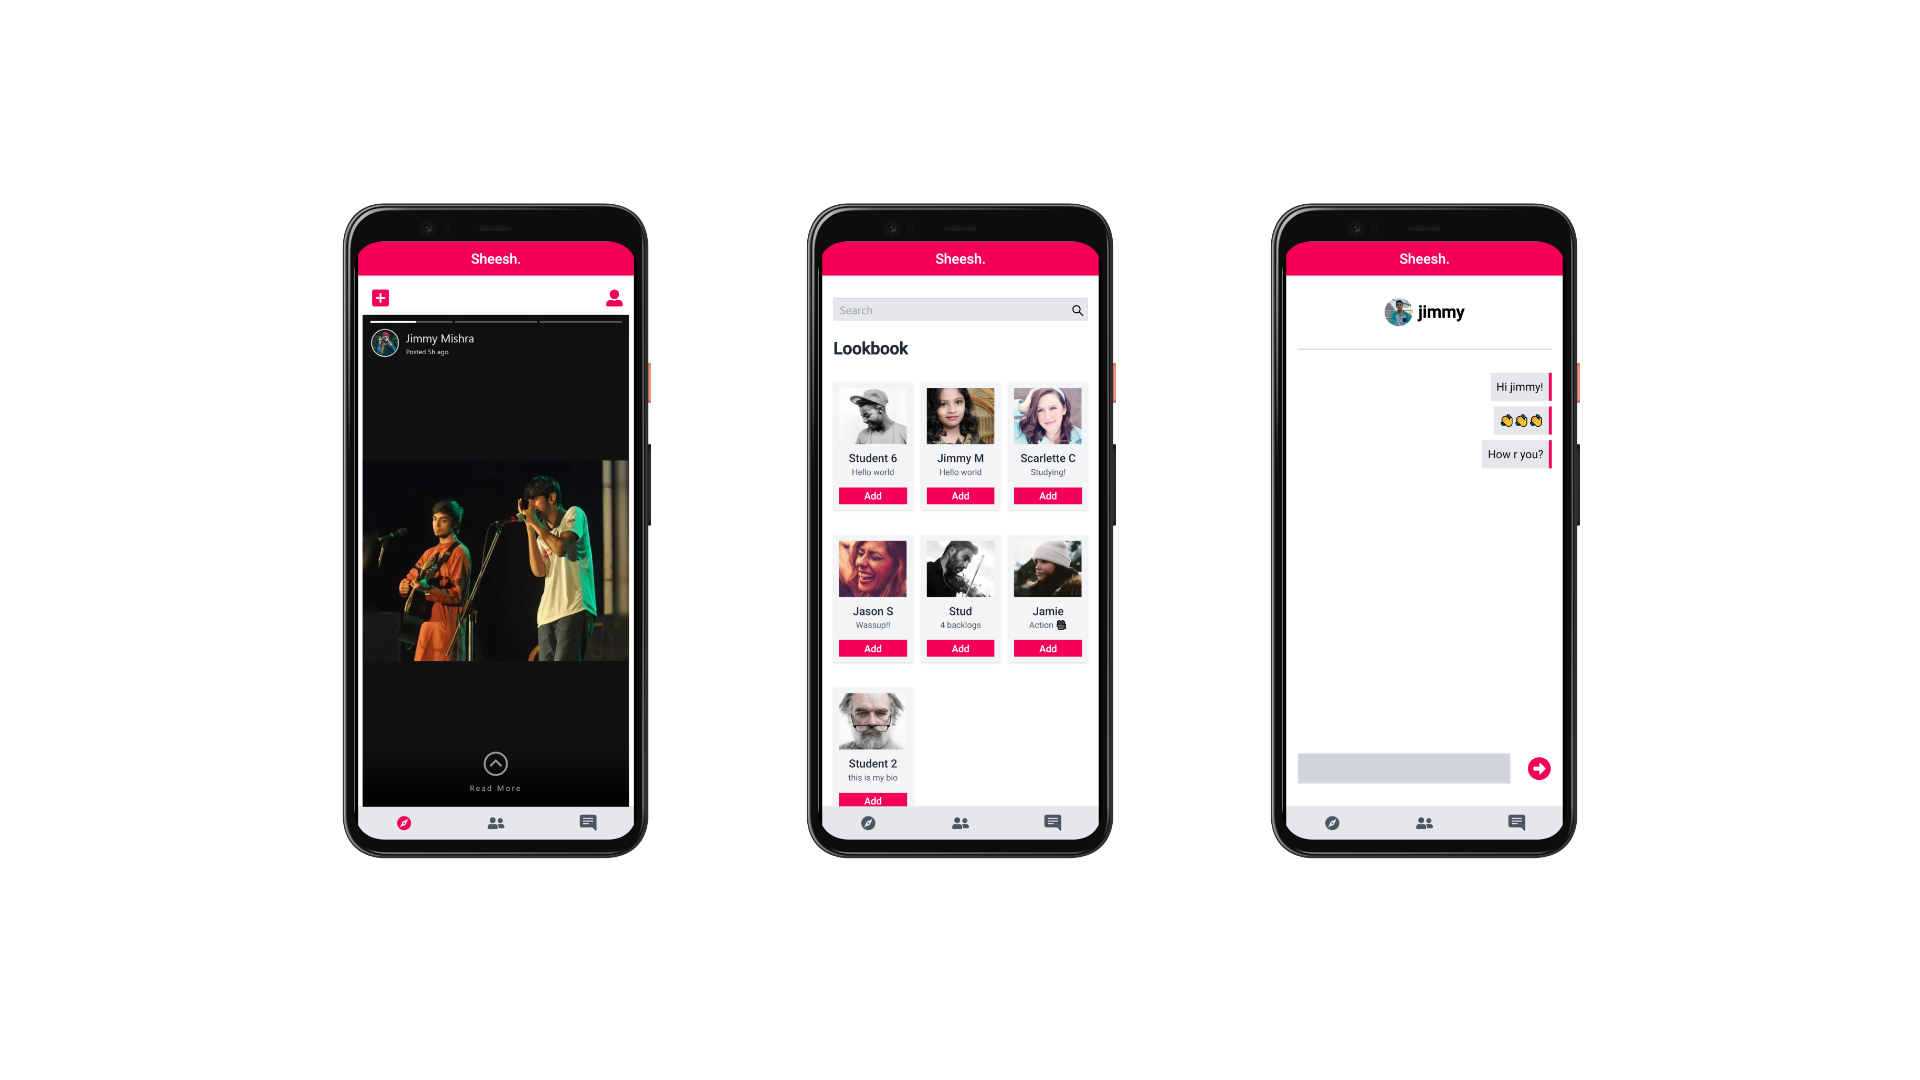 Sheesh.
Jimmy Mishra
Posted 5h ago
Read More
Sheesh.
Search
Lookbook
Student 6
Hello world
Add
Jimmy M
Hello world
Add
Scarlette C
Studying!
Add
Jason S
Wassup!!
Add
Stud
4 backlogs
Add
Jamie
Action
Add
Student 2
this is my bio
Add
Sheesh.
jimmy
Hi jimmy!
👏👏👏
How r you?